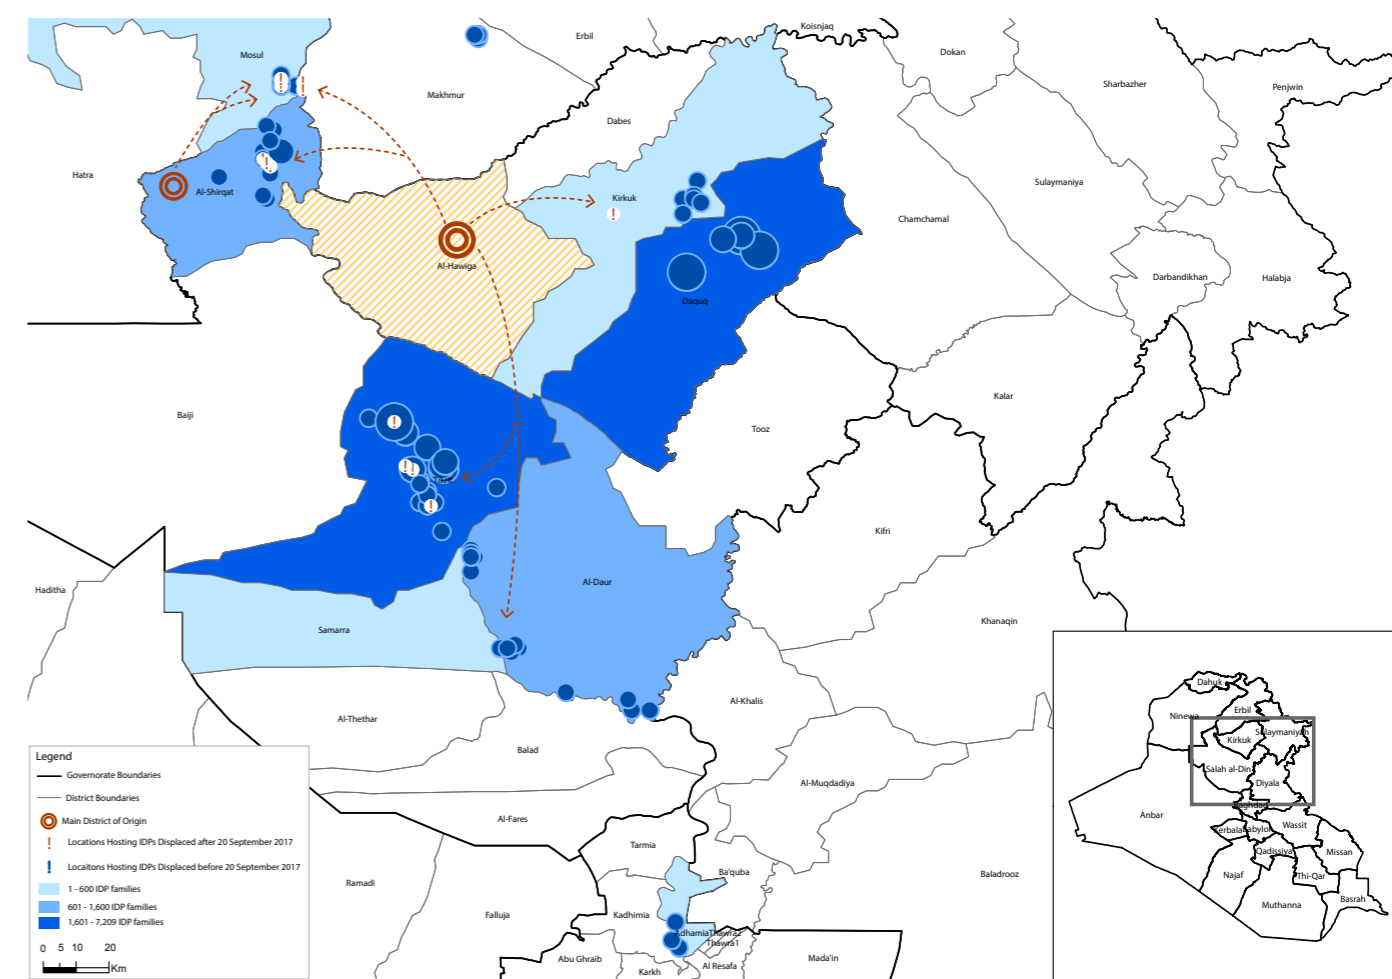 Koisnjaq
Erbil
Dokan
Mosul
Sharbazher
Penjwin
Makhmur
Dabes
Hatra
Al-Shirqat
Kirkuk
Sulaymaniya
Chamchamal
Al-Hawiga
Darbandikhan
Halabja
Daquq
Kalar
Baiji
Tooz
Kifri
Al-Daur
Haditha
Khanaqin
Samarra
Al-Khalis
Al-Thethar
Balad
Al-Muqdadiya
Al-Fares
Tarmia
Ba'quba
Baladrooz
Ramadi
Falluja
Kadhimia
AdhamiaThawra2
Thawra1
Abu Ghraib
Karkh
Al Resafa
Mada'in
Legend
Governorate Boundaries
District Boundaries
Main District of Origin
Locations Hosting IDPs Displaced after 20 September 2017
Locaitons Hosting IDPs Displaced before 20 September 2017
1 - 600 IDP families
601 - 1,600 IDP families
1,601 - 7,209 IDP families
0 5 10 20
Km
Dahuk
Ninewa
Erbil
Sulaymaniyah
Kirkuk
Salah al-Din
Diyala
Baghdad
Anbar
Kerbala
Babylon
Wassit
Qadissiya
Missan
Najaf
Thi-Qar
Muthanna
Basrah